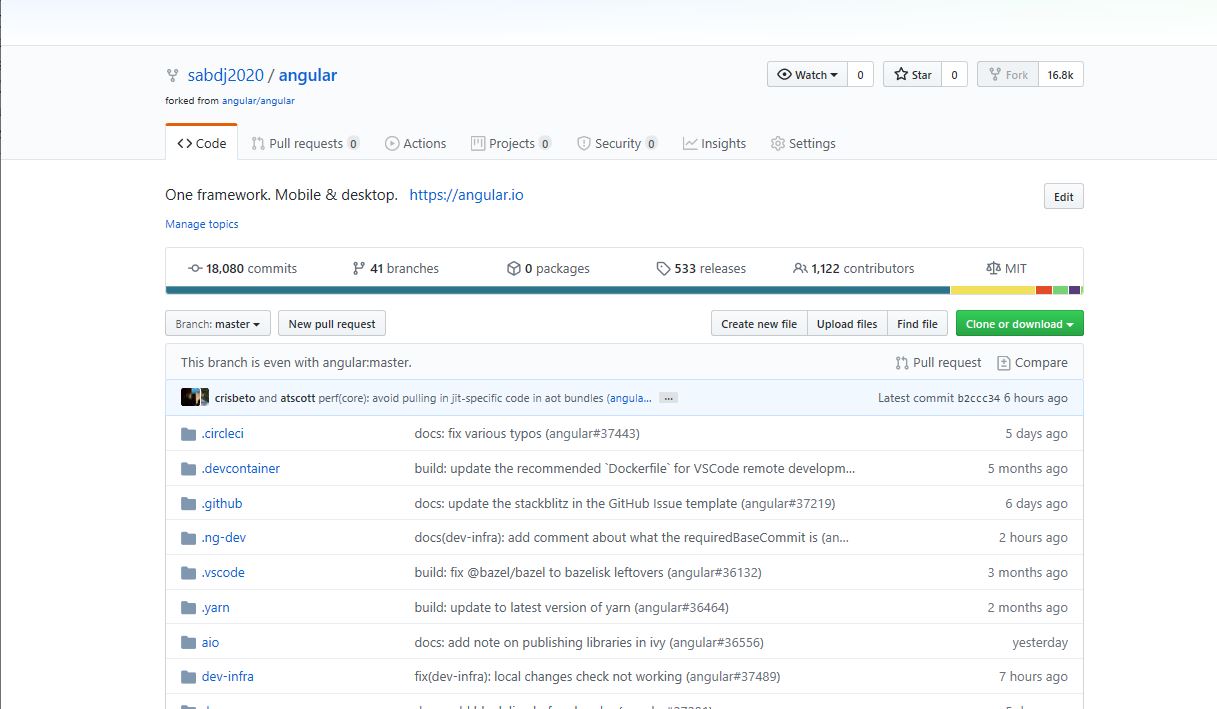 sabdj2020 / angular
Watch 0 Star 0 Fork 16.8k
forked from angular/angular
Code Pull requests 0 Actions Projects 0 Security 0 Insights Settings
One framework. Mobile & desktop. https://angular.io
Edit
Manage topics
18,080 commits 41 branches 0 packages 533 releases 1,122 contributors MIT
Branch: master New pull request Create new file Upload files Find file Clone or download
This branch is even with angular:master. Pull request Compare
crisbeto and atscott perf(core): avoid pulling in jit-specific code in aot bundles (angula... ... Latest commit b2ccc34 6 hours ago
.circleci docs: fix various typos (angular#37443) 5 days ago
.devcontainer build: update the recommended `Dockerfile` for VSCode remote developm... 5 months ago
.github docs: update the stackblitz in the GitHub Issue template (angular#37219) 6 days ago
.ng-dev docs(dev-infra): add comment about what the requiredBaseCommit is (an... 2 hours ago
.vscode build: fix @bazel/bazel to bazelisk leftovers (angular#36132) 3 months ago
.yarn build: update to latest version of yarn (angular#36464) 2 months ago
aio docs: add note on publishing libraries in ivy (angular#36556) yesterday
dev-infra fix(dev-infra): local changes check not working (angular#37489) 7 hours ago